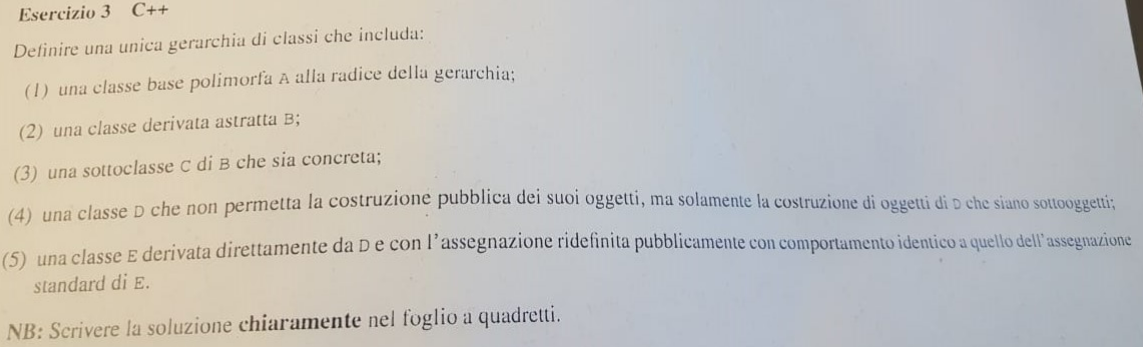 Esercizio 3 C++
Definire una unica gerarchia di classi che includa:
(1) una classe base polimorfa A alla radice della gerarchia;
(2) una classe derivata astratta B;
(3) una sottoclasse C di B che sia concreta;
(4) una classe D che non permetta la costruzione pubblica dei suoi oggetti, ma solamente la costruzione di oggetti di D che siano sottooggetti;
(5) una classe E derivata direttamente da D e con l'assegnazione ridefinita pubblicamente con comportamento identico a quello dell'assegnazione
standard di E.
NB: Scrivere la soluzione chiaramente nel foglio a quadretti.